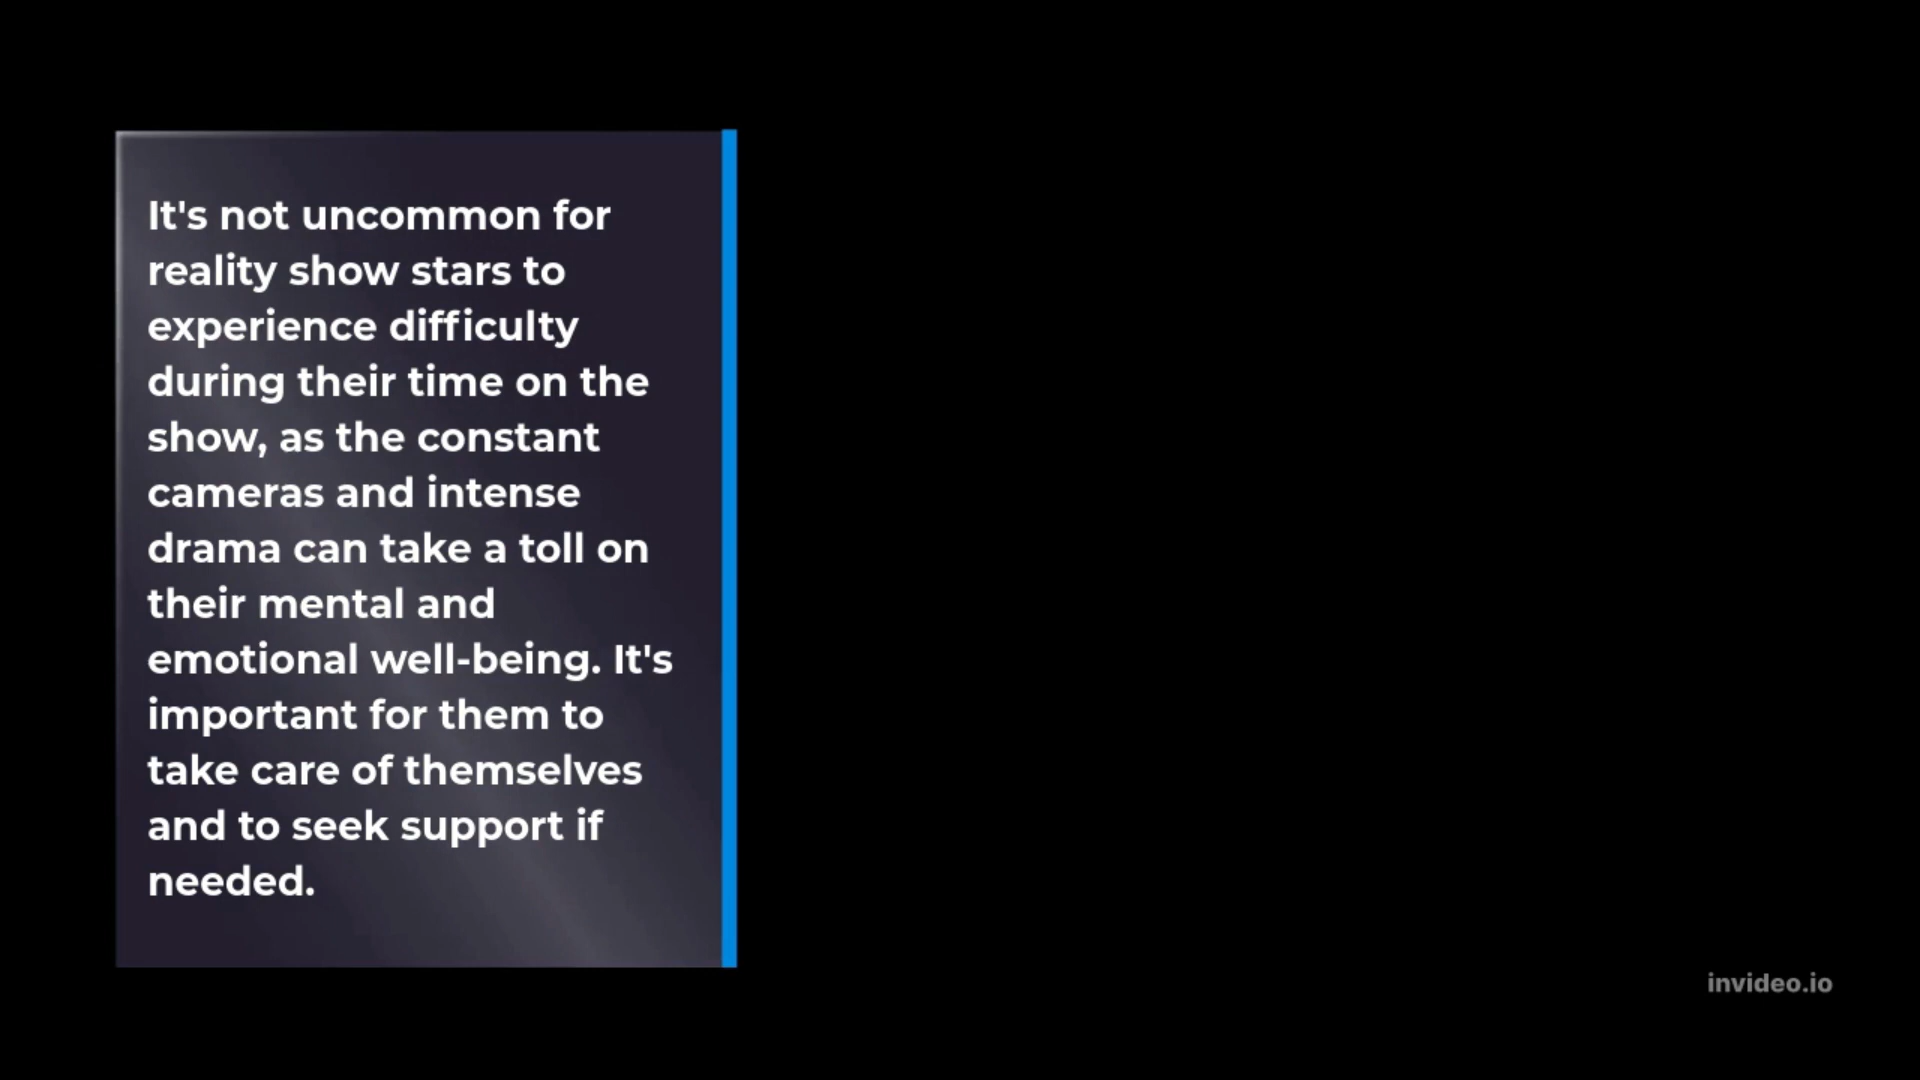 It's not uncommon for
reality show stars to
experience difficulty
during their time on the
show, as the constant
cameras and intense
drama can take a toll on
their mental and
emotional well-being. It's
important for them to
take care of themselves
and to seek support if
needed.
invideo.io